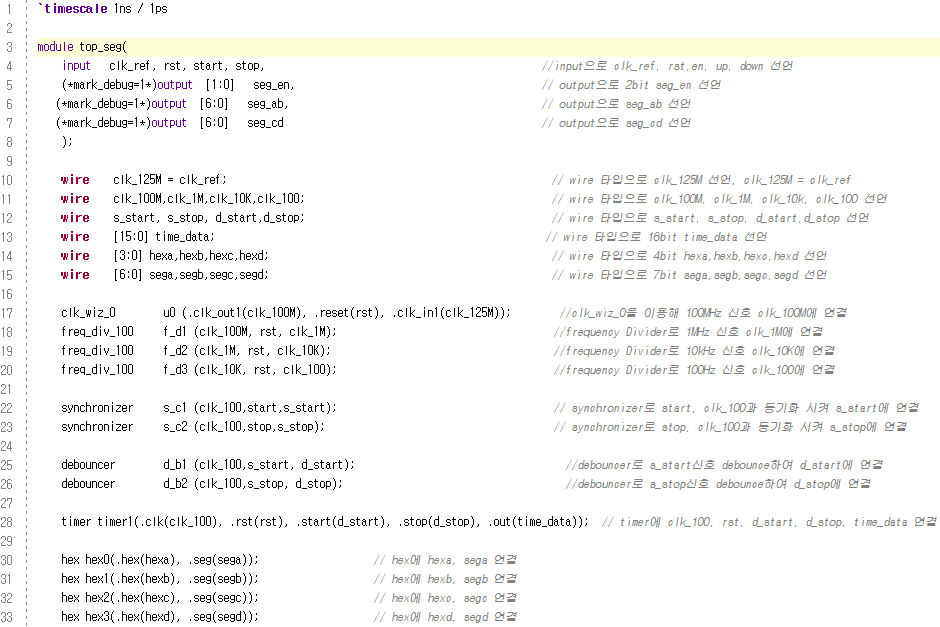 1 `timescale 1ns / 1ps
2
3 module top_seg(
4 input clk_ref, rst, start, stop, //input으로 clk_ref, rst,en, up, down 선언
5 (*mark_debug=1*)output [1:0] seg_en, // output으로 2bit seg_en 선언
6 (*mark_debug=1*)output [6:0] seg_ab, // output으로 seg_ab 선언
7 (*mark_debug=1*)output [6:0] seg_cd // output으로 seg_cd 선언
8 );
9
10 wire clk_125M = clk_ref; // wire 타입으로 clk_125M 선언, clk_125M = clk_ref
11 wire clk_100M,clk_1M,clk_10K,clk_100; // wire 타입으로 clk_100M, clk_1M, clk_10k, clk_100 선언
12 wire s_start, s_stop, d_start,d_stop; // wire 타입으로 s_start, s_stop, d_start,d_stop 선언
13 wire [15:0] time_data; // wire 타입으로 16bit time_data 선언
14 wire [3:0] hexa,hexb,hexc,hexd; // wire 타입으로 4bit hexa,hexb,hexc,hexd 선언
15 wire [6:0] sega,segb,segc,segd; // wire 타입으로 7bit sega,segb,segc,segd 선언
16
17 clk_wiz_0 u0 (.clk_out1(clk_100M), .reset(rst), .clk_in1(clk_125M)); //clk_wiz_0을 이용해 100MHz 신호 clk_100M에 연결
18 freq_div_100 f_d1 (clk_100M, rst, clk_1M); //frequency Divider로 1MHz 신호 clk_1M에 연결
19 freq_div_100 f_d2 (clk_1M, rst, clk_10K); //frequency Divider로 10kHz 신호 clk_10K에 연결
20 freq_div_100 f_d3 (clk_10K, rst, clk_100); //frequency Divider로 100Hz 신호 clk_100에 연결
21
22 synchronizer s_c1 (clk_100,start,s_start); // synchronizer로 start, clk_100과 동기화 시켜 s_start에 연결
23 synchronizer s_c2 (clk_100,stop,s_stop); // synchronizer로 stop, clk_100과 동기화 시켜 s_stop에 연결
24
25 debouncer d_b1 (clk_100,s_start, d_start); //debouncer로 s_start신호 debounce하여 d_start에 연결
26 debouncer d_b2 (clk_100,s_stop, d_stop); //debouncer로 s_stop신호 debounce하여 d_stop에 연결
27
28 timer timer1(.clk(clk_100), .rst(rst), .start(d_start), .stop(d_stop), .out(time_data)); // timer에 clk_100, rst, d_start, d_stop, time_data 연결
29
30 hex hex0(.hex(hexa), .seg(sega)); // hex에 hexa, sega 연결
31 hex hex1(.hex(hexb), .seg(segb)); // hex에 hexb, segb 연결
32 hex hex2(.hex(hexc), .seg(segc)); // hex에 hexc, segc 연결
33 hex hex3(.hex(hexd), .seg(segd)); // hex에 hexd, segd 연결